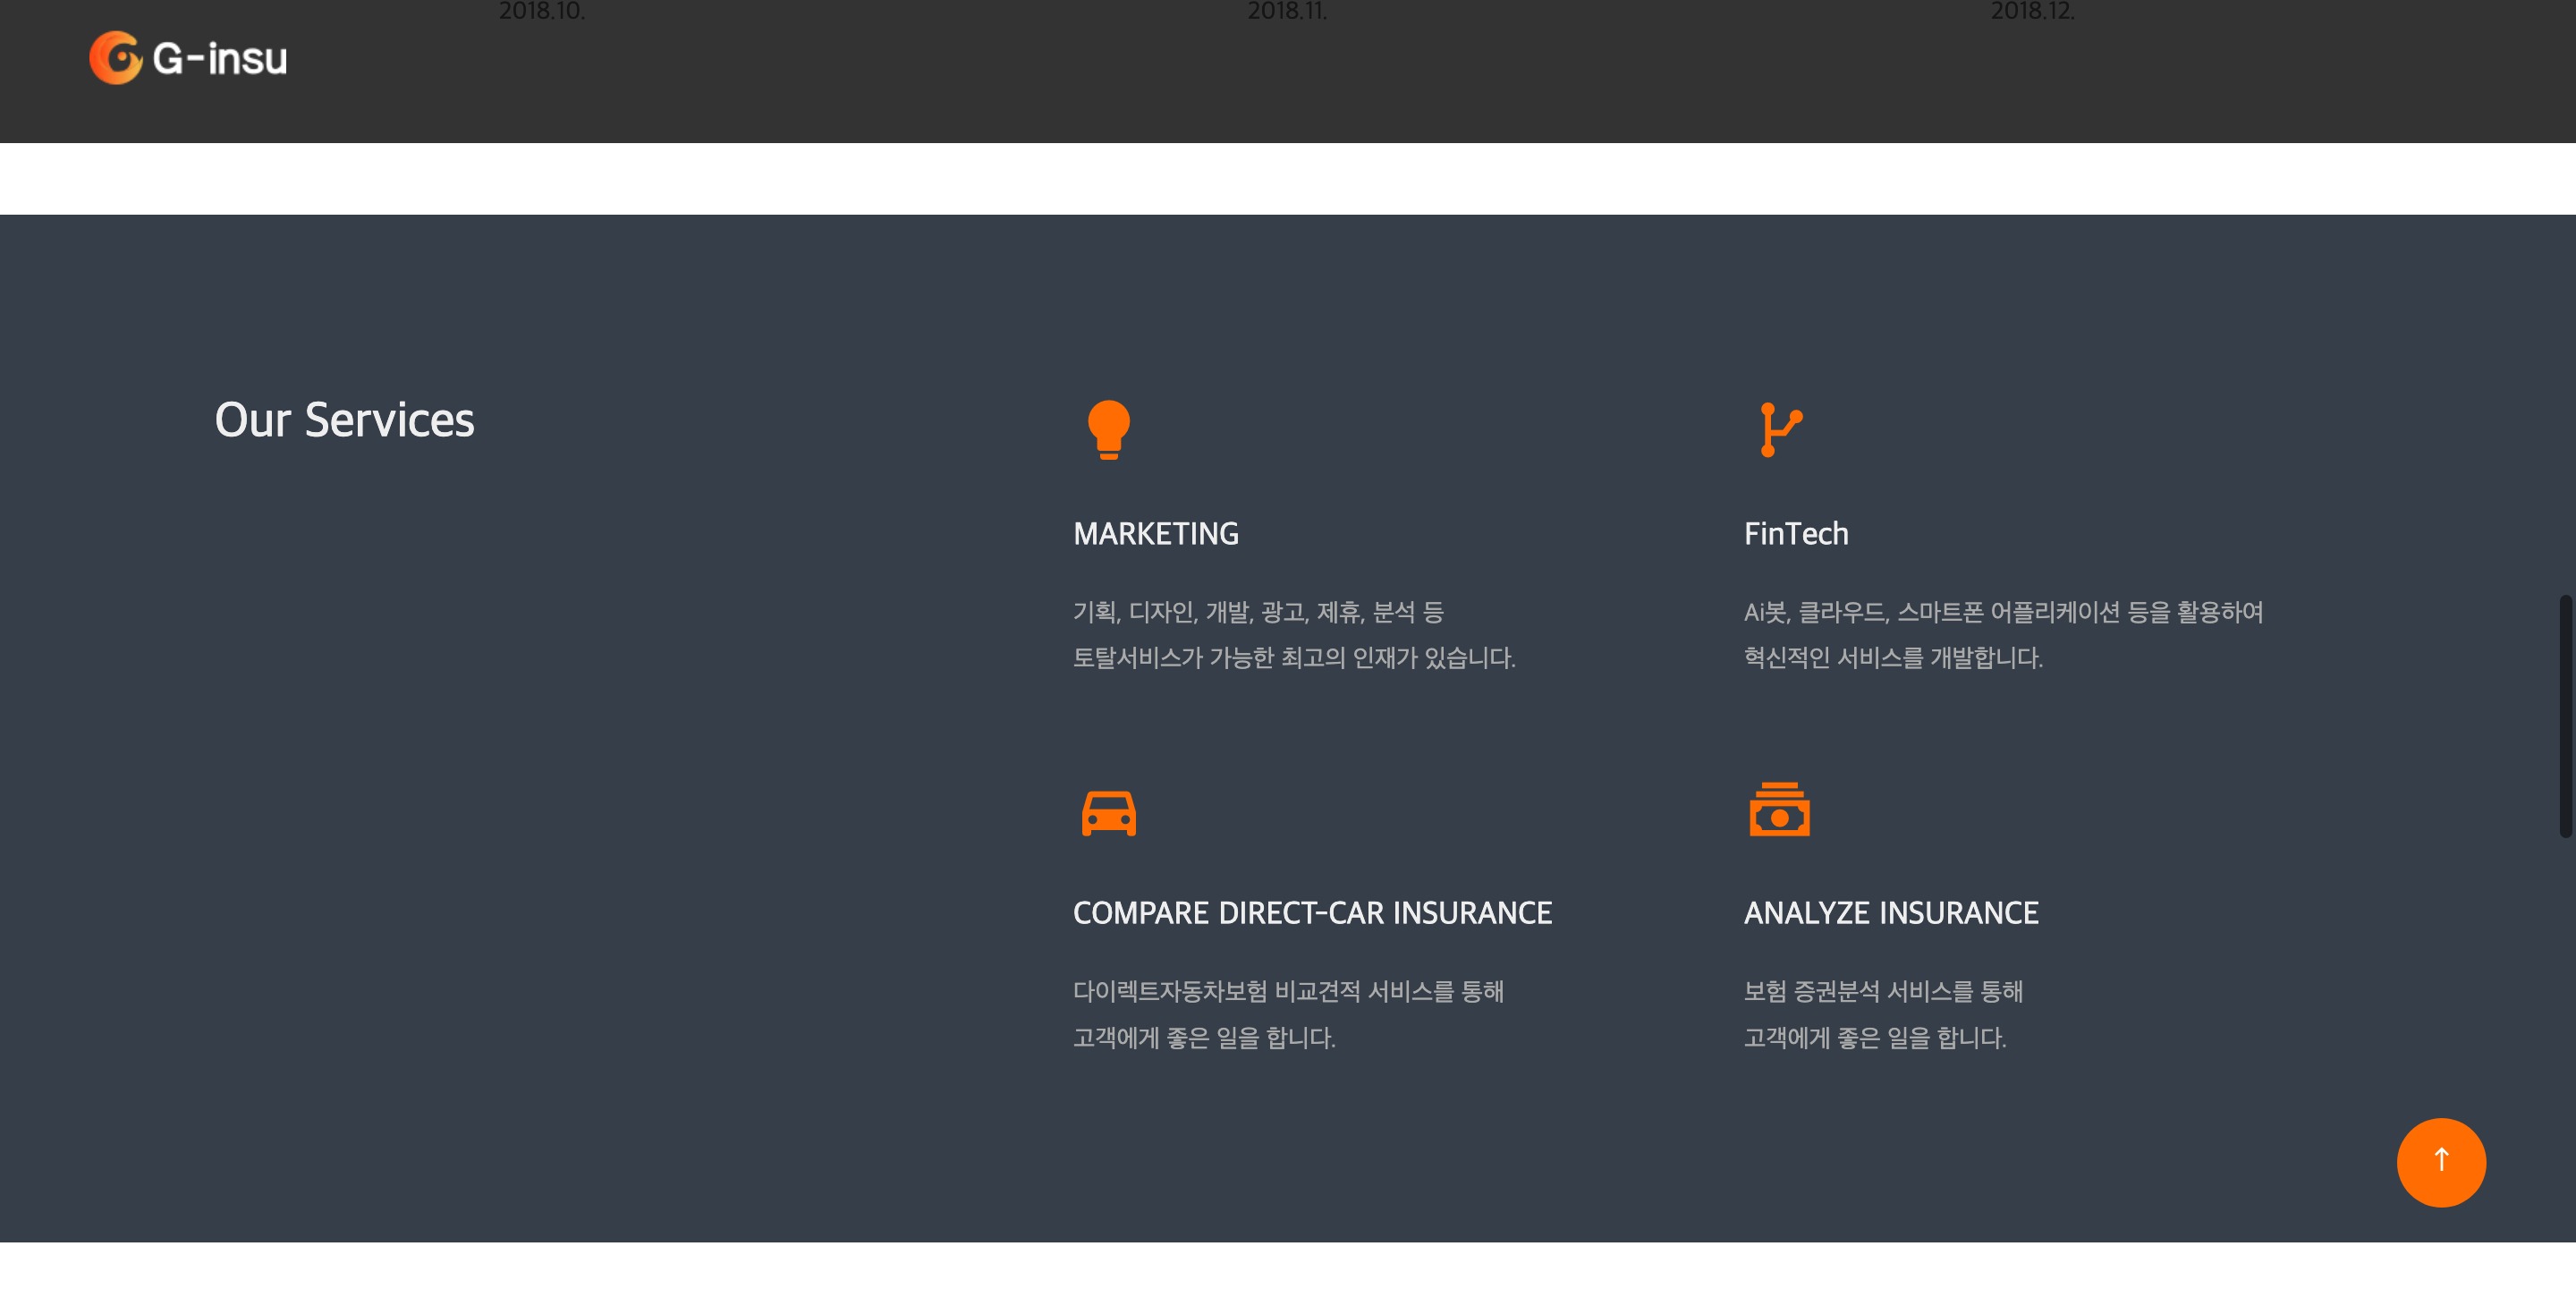 2018.10.
2018.11.
2018.12.
G-insu
Our Services
MARKETING
기획, 디자인, 개발, 광고, 제휴, 분석 등
토탈서비스가 가능한 최고의 인재가 있습니다.
FinTech
Ai봇, 클라우드, 스마트폰 어플리케이션 등을 활용하여
혁신적인 서비스를 개발합니다.
COMPARE DIRECT-CAR INSURANCE
다이렉트자동차보험 비교견적 서비스를 통해
고객에게 좋은 일을 합니다.
ANALYZE INSURANCE
보험 증권분석 서비스를 통해
고객에게 좋은 일을 합니다.
↑